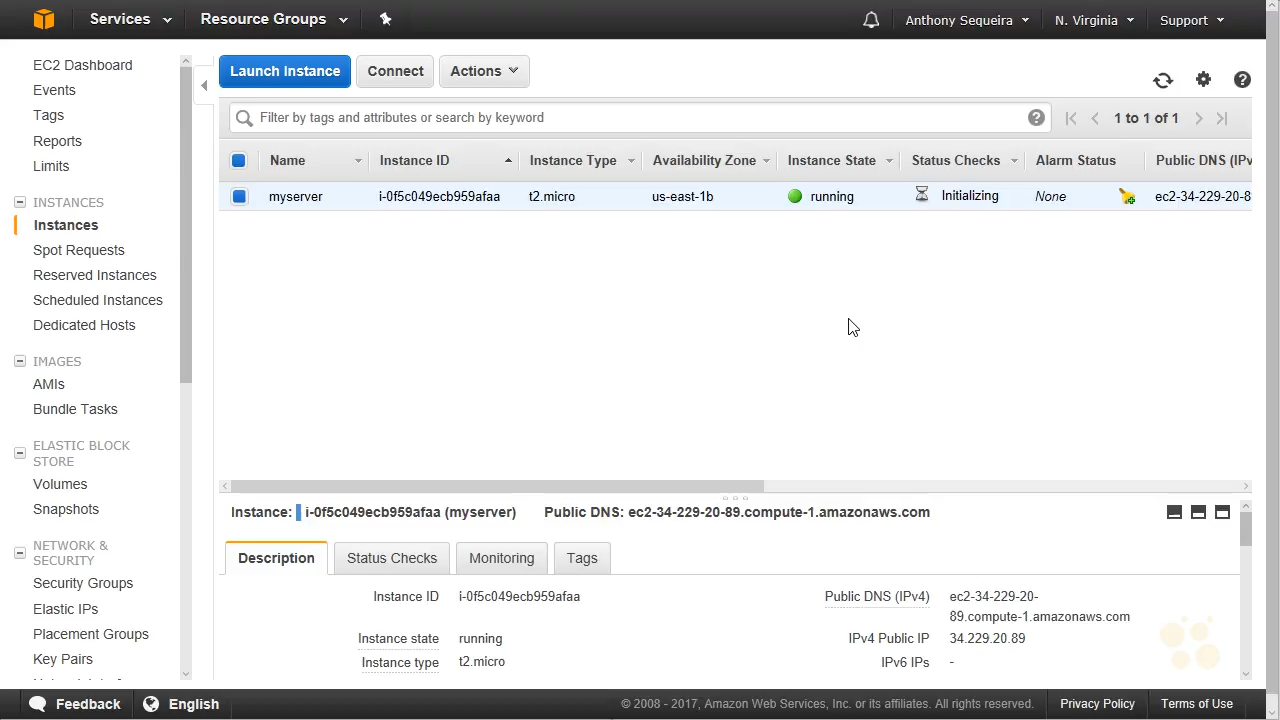 Services Resource Groups Anthony Sequeira N. Virginia Support
EC2 Dashboard
Events
Tags
Reports
Limits
INSTANCES
Instances
Spot Requests
Reserved Instances
Scheduled Instances
Dedicated Hosts
IMAGES
AMIs
Bundle Tasks
ELASTIC BLOCK
STORE
Volumes
Snapshots
NETWORK &
SECURITY
Security Groups
Elastic IPs
Placement Groups
Key Pairs
Launch Instance Connect Actions
Filter by tags and attributes or search by keyword 1 to 1 of 1
Name Instance ID Instance Type Availability Zone Instance State Status Checks Alarm Status Public DNS (IPv
myserver i-0f5c049ecb959afaa t2.micro us-east-1b running Initializing None ec2-34-229-20-8
Instance: i-0f5c049ecb959afaa (myserver) Public DNS: ec2-34-229-20-89.compute-1.amazonaws.com
Description Status Checks Monitoring Tags
Instance ID i-0f5c049ecb959afaa Public DNS (IPv4) ec2-34-229-20-
89.compute-1.amazonaws.com
Instance state running IPv4 Public IP 34.229.20.89
Instance type t2.micro IPv6 IPs -
Feedback English © 2008 - 2017, Amazon Web Services, Inc. or its affiliates. All rights reserved. Privacy Policy Terms of Use